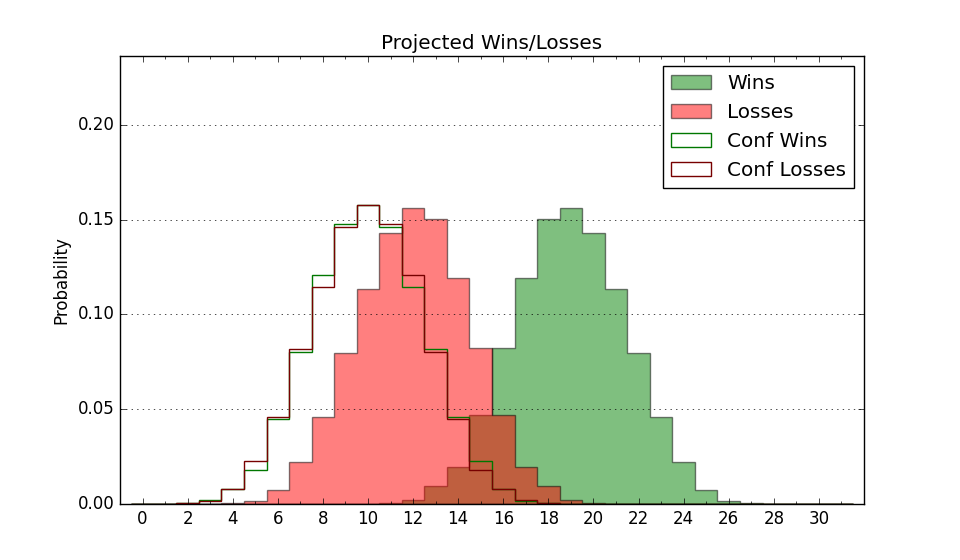 Projected Wins/Losses
Wins
Losses
Conf Wins
Conf Losses
Probability
0.20
0.15
0.10
0.05
0.00
0 2 4 6 8 10 12 14 16 18 20 22 24 26 28 30